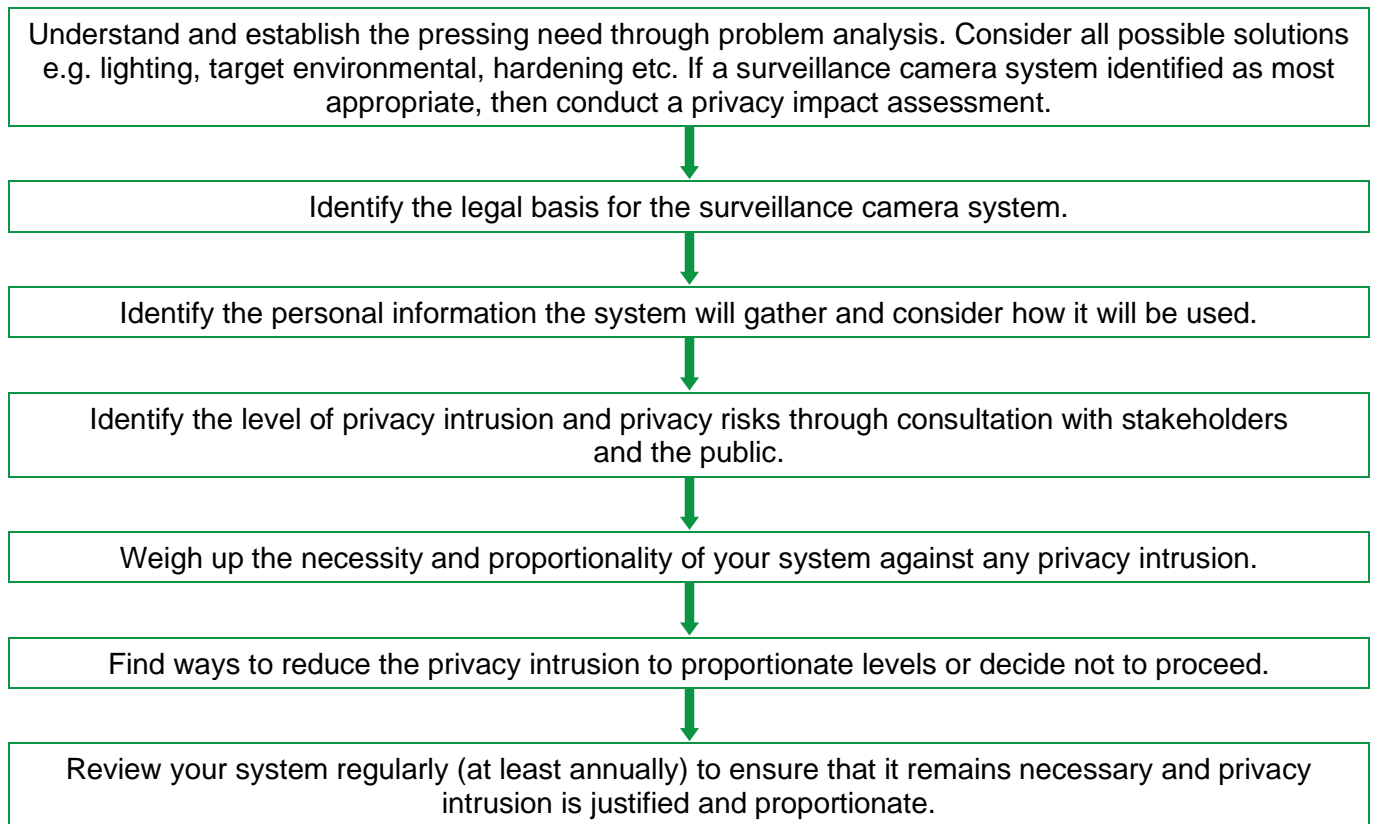 Understand and establish the pressing need through problem analysis. Consider all possible solutions
e.g. lighting, target environmental, hardening etc. If a surveillance camera system identified as most
appropriate, then conduct a privacy impact assessment.
Identify the legal basis for the surveillance camera system.
Identify the personal information the system will gather and consider how it will be used.
Identify the level of privacy intrusion and privacy risks through consultation with stakeholders
and the public.
Weigh up the necessity and proportionality of your system against any privacy intrusion.
Find ways to reduce the privacy intrusion to proportionate levels or decide not to proceed.
Review your system regularly (at least annually) to ensure that it remains necessary and privacy
intrusion is justified and proportionate.